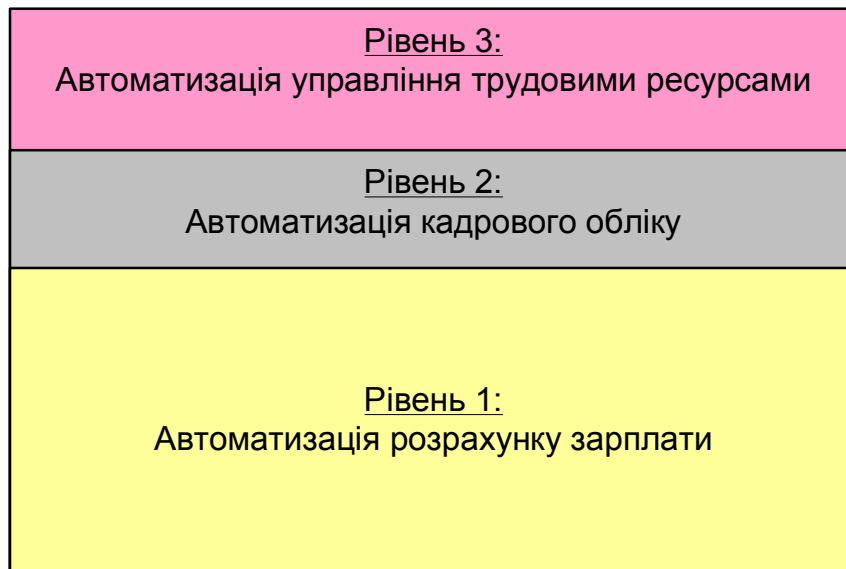 Рівень 3:
Автоматизація управління трудовими ресурсами
Рівень 2:
Автоматизація кадрового обліку
Рівень 1:
Автоматизація розрахунку зарплати